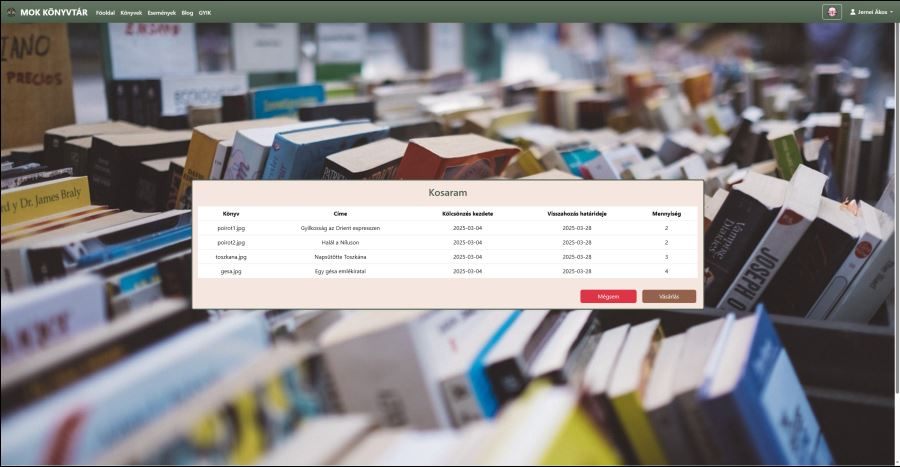 MOK KÖNYVTÁR Főoldal Könyvek Események Blog GYIK Jernei Ákos
IANO
PRECIOS
d y Dr. James Braly
Kosaram
Könyv Címe Kölcsönzés kezdete Visszahozás határideje Mennyiség
poirot1.jpg Gyilkosság az Orient expresszen 2025-03-04 2025-03-28 2
poirot2.jpg Halál a Níluson 2025-03-04 2025-03-28 2
toszkana.jpg Napsütötte Toszkána 2025-03-04 2025-03-28 3
gesa.jpg Egy gésa emlékiratai 2025-03-04 2025-03-28 4
Mégsem Vásárlás
Vampire
Diaries
JOSEPH O